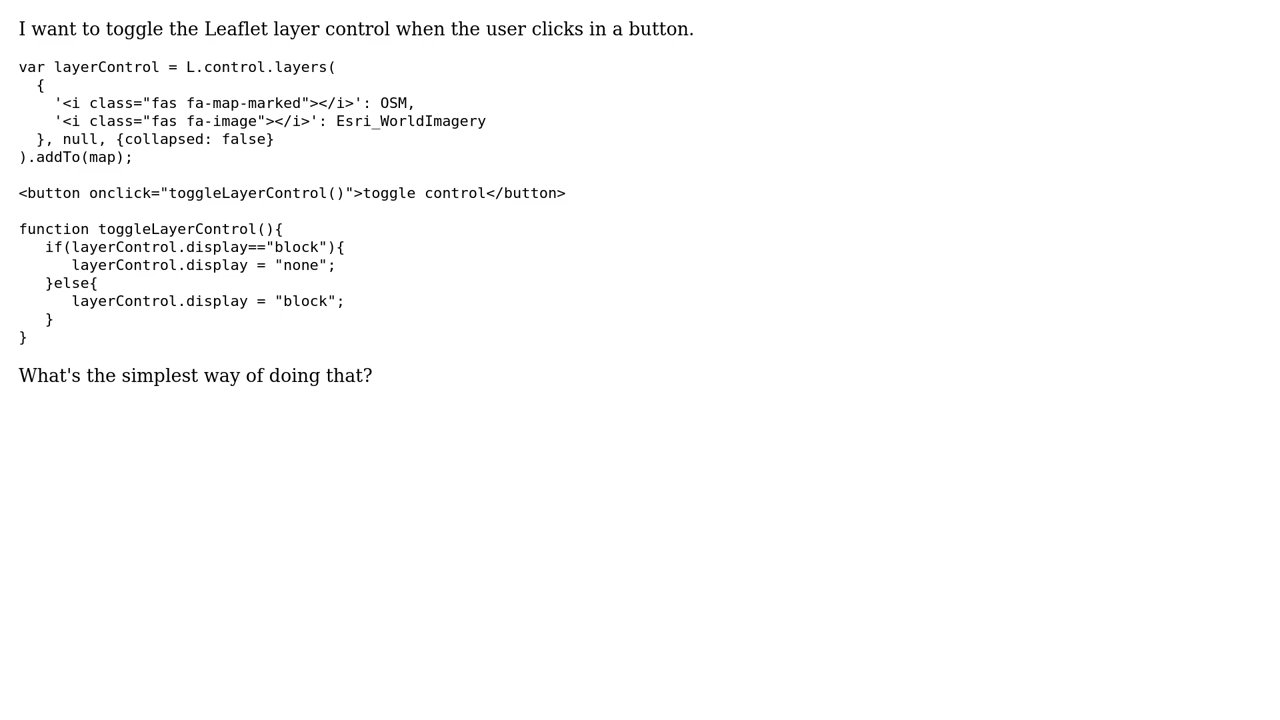 I want to toggle the Leaflet layer control when the user clicks in a button.
var layerControl = L.control.layers(
  {
    '<i class="fas fa-map-marked"></i>': OSM,
    '<i class="fas fa-image"></i>': Esri_WorldImagery
  }, null, {collapsed: false}
).addTo(map);

<button onclick="toggleLayerControl()">toggle control</button>

function toggleLayerControl(){
   if(layerControl.display=="block"){
      layerControl.display = "none";
   }else{
      layerControl.display = "block";
   }
}
What's the simplest way of doing that?